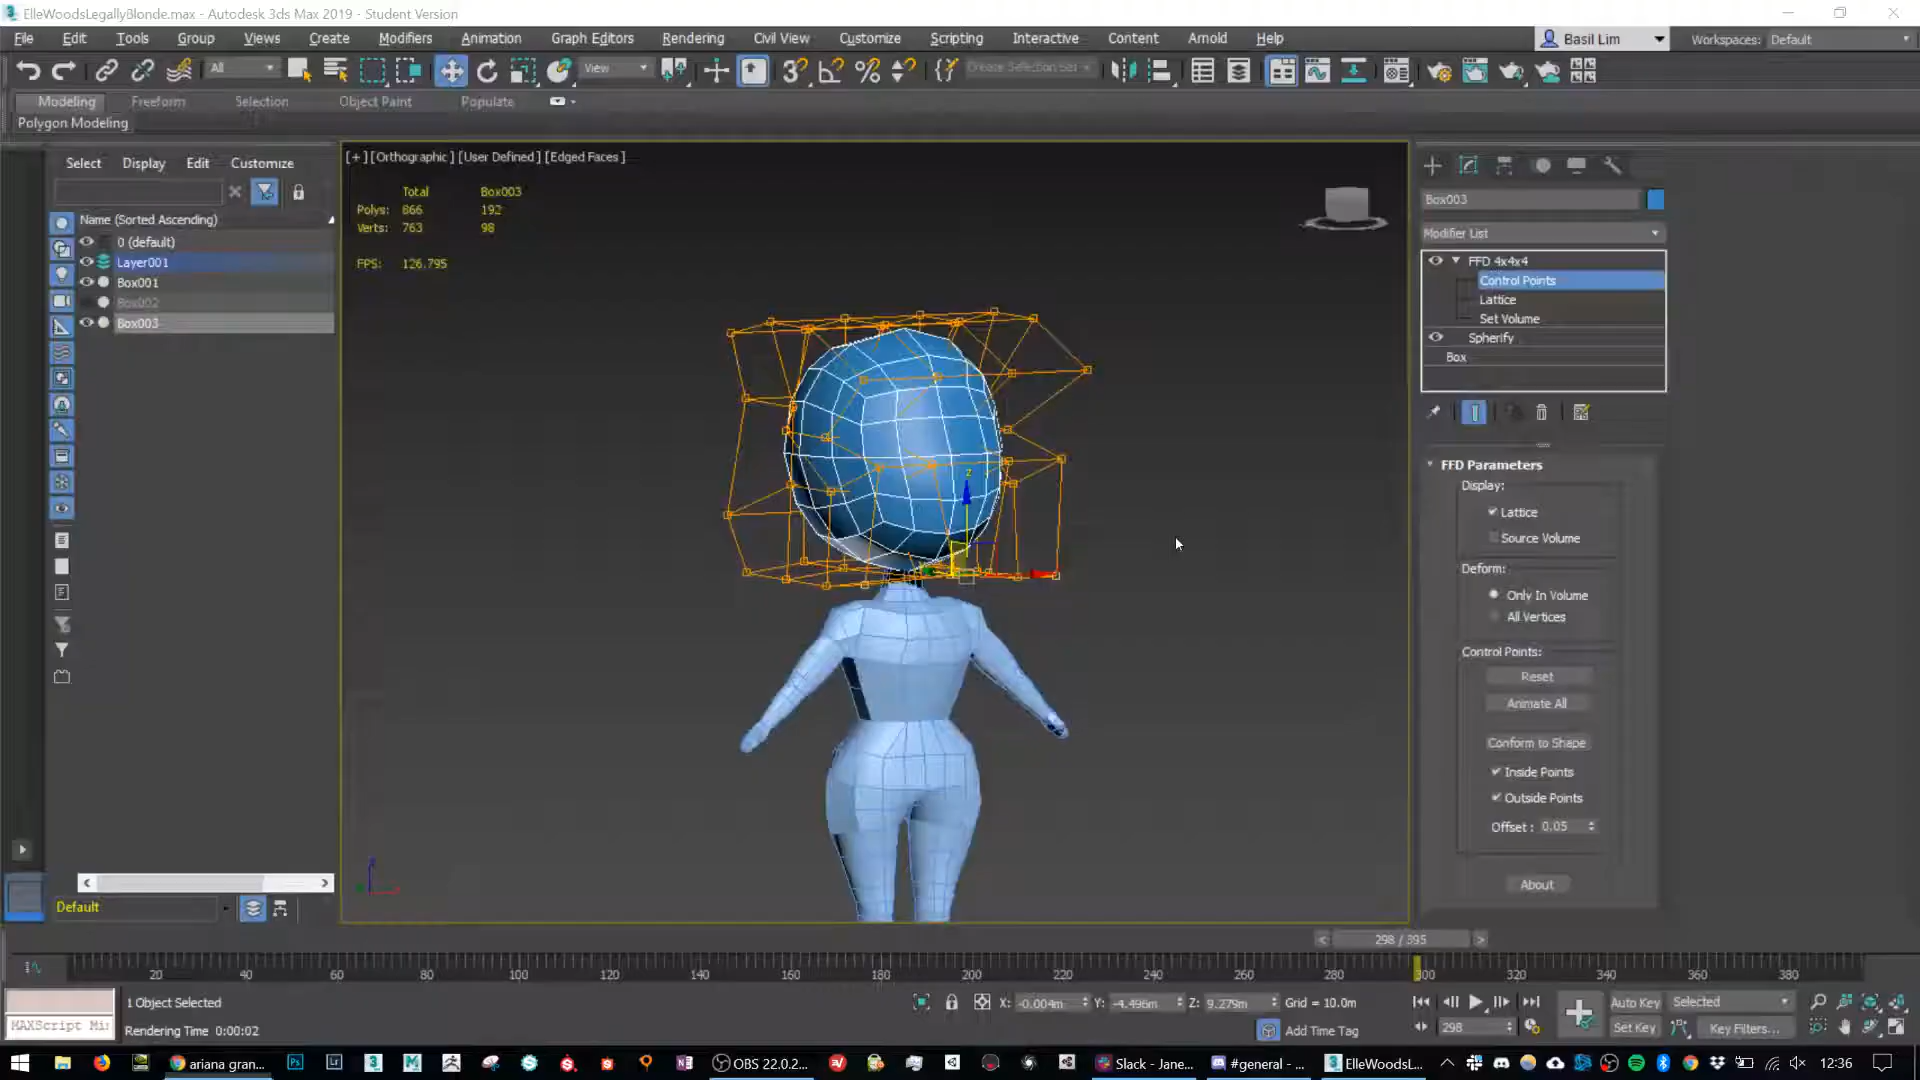 ElleWoodsLegallyBlonde.max - Autodesk 3ds Max 2019 - Student Version
File Edit Tools Group Views Create Modifiers Animation Graph Editors Rendering Civil View Customize Scripting Interactive Content Arnold Help Basil Lim Workspaces: Default
All View Create Selection Set
Modeling Freeform Selection Object Paint Populate
Polygon Modeling
Select Display Edit Customize
Name (Sorted Ascending)
0 (default)
Layer001
Box001
Box002
Box003
Default
[+] [Orthographic] [User Defined] [Edged Faces]
Total Box003
Polys: 866 192
Verts: 763 98
FPS: 126.795
z
Box003
Modifier List
FFD 4x4x4
Control Points
Lattice
Set Volume
Spherify
Box
FFD Parameters
Display:
Lattice
Source Volume
Deform:
Only In Volume
All Vertices
Control Points:
Reset
Animate All
Conform to Shape
Inside Points
Outside Points
Offset : 0.05
About
298 / 395
20 40 60 80 100 120 140 160 180 200 220 240 260 280 300 320 340 360 380
1 Object Selected X: -0.004m Y: -4.496m Z: 9.279m Grid = 10.0m Auto Key Selected
MAXScript Mi: Rendering Time 0:00:02 Add Time Tag 298 Set Key Key Filters...
ariana gran... OBS 22.0.2... Slack - Jane... #general - ... ElleWoodsL... 12:36